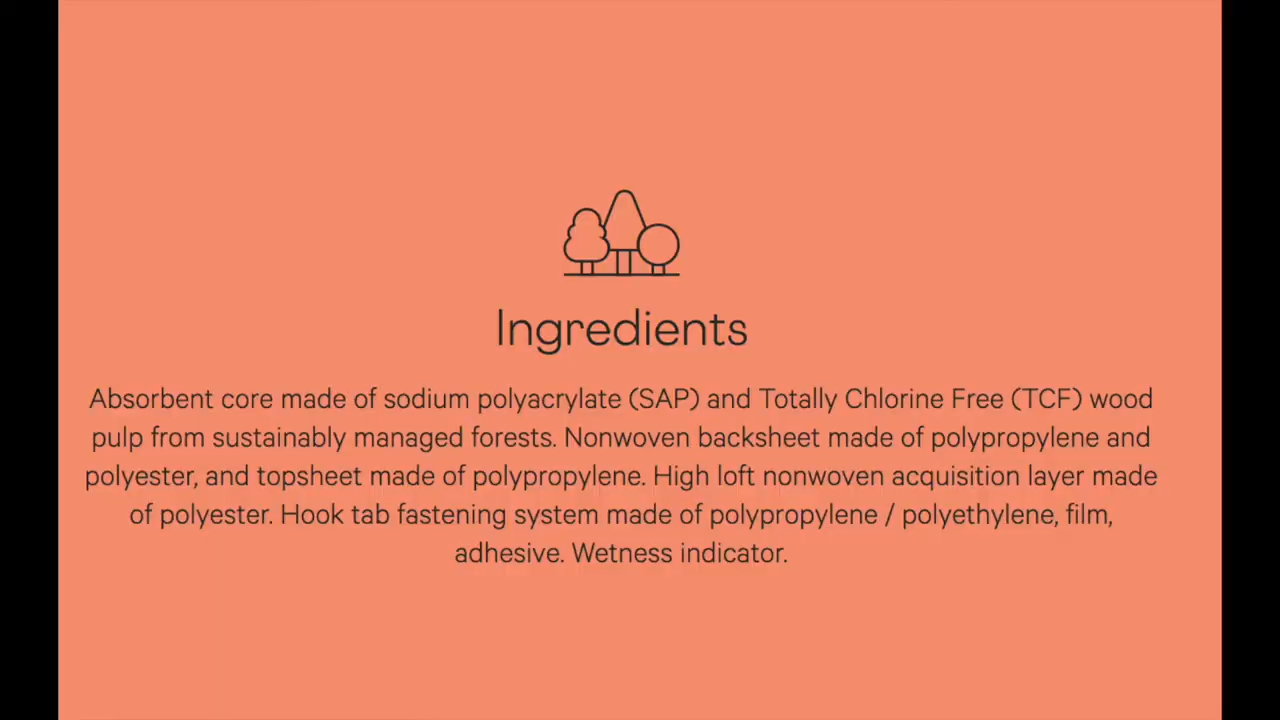 Ingredients
Absorbent core made of sodium polyacrylate (SAP) and Totally Chlorine Free (TCF) wood
pulp from sustainably managed forests. Nonwoven backsheet made of polypropylene and
polyester, and topsheet made of polypropylene. High loft nonwoven acquisition layer made
of polyester. Hook tab fastening system made of polypropylene / polyethylene, film,
adhesive. Wetness indicator.